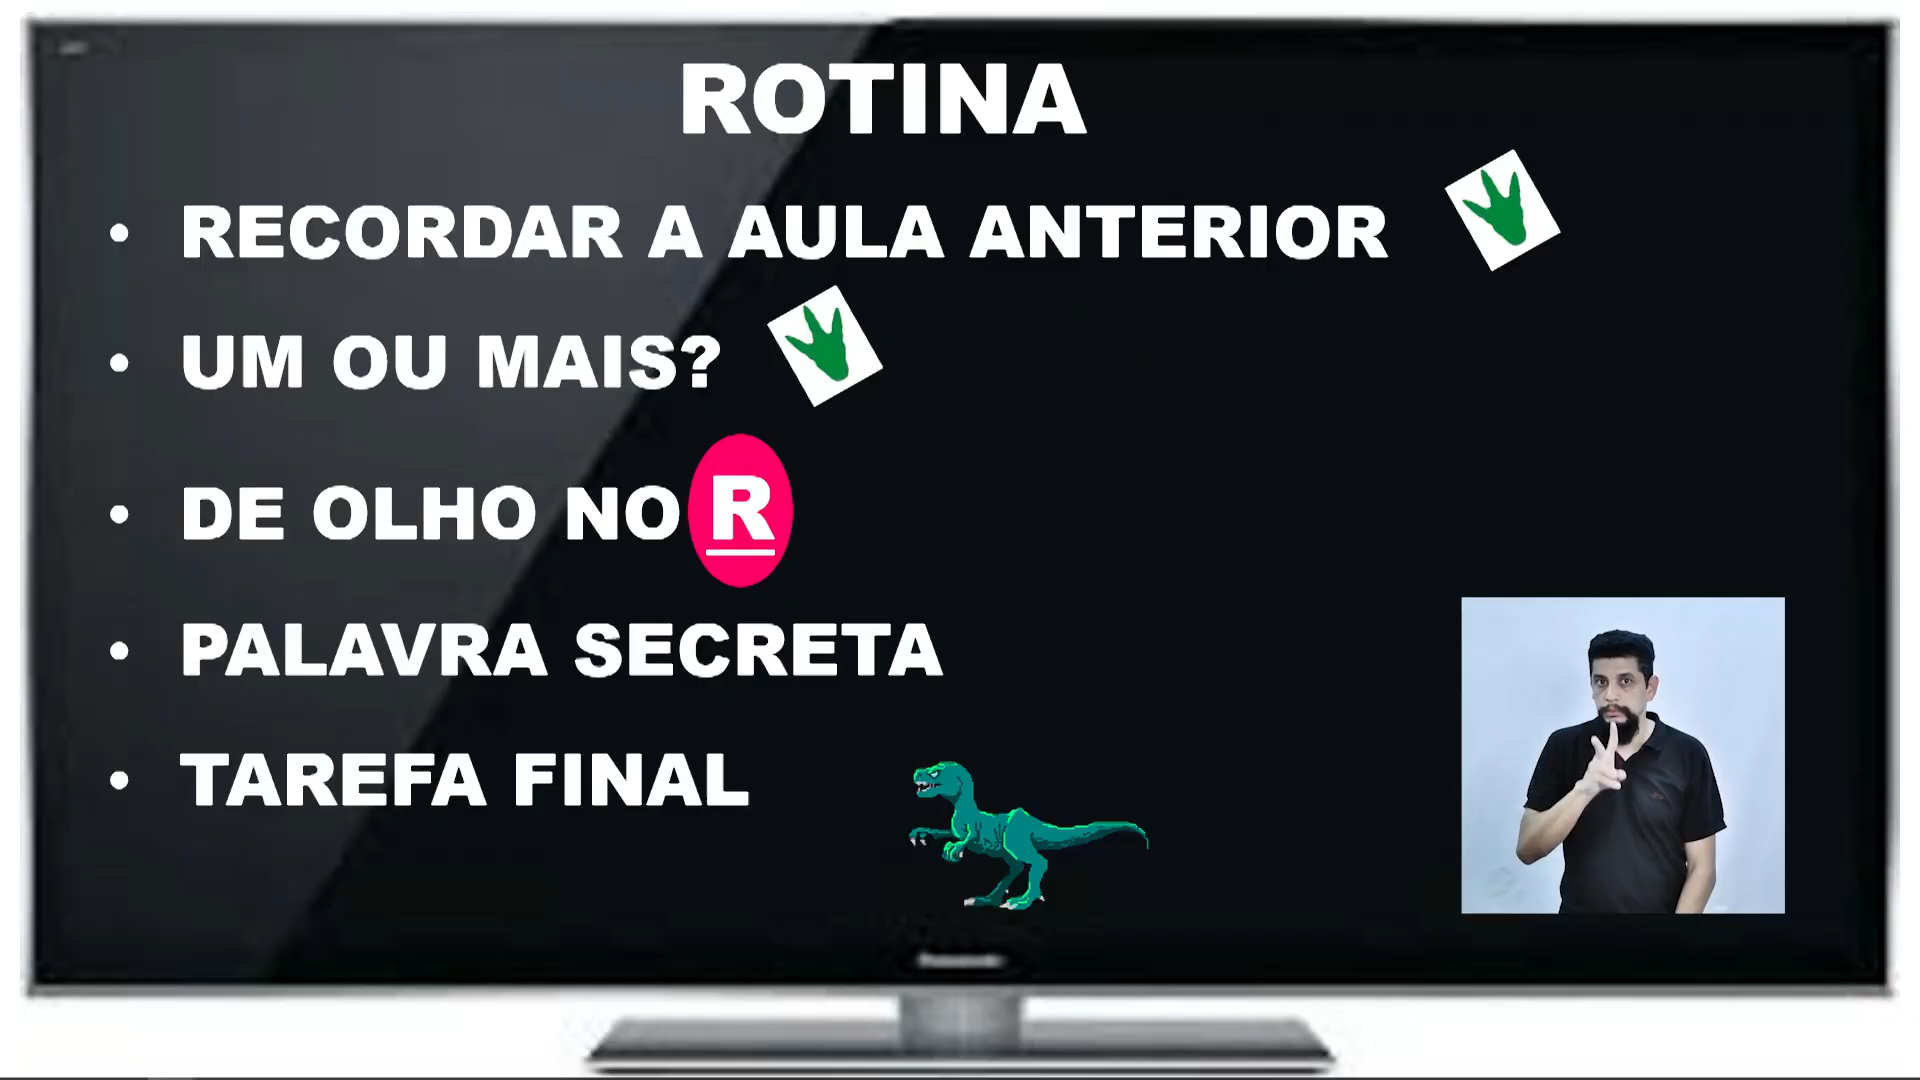 ROTINA
• RECORDAR A AULA ANTERIOR
• UM OU MAIS?
• DE OLHO NO R
• PALAVRA SECRETA
• TAREFA FINAL